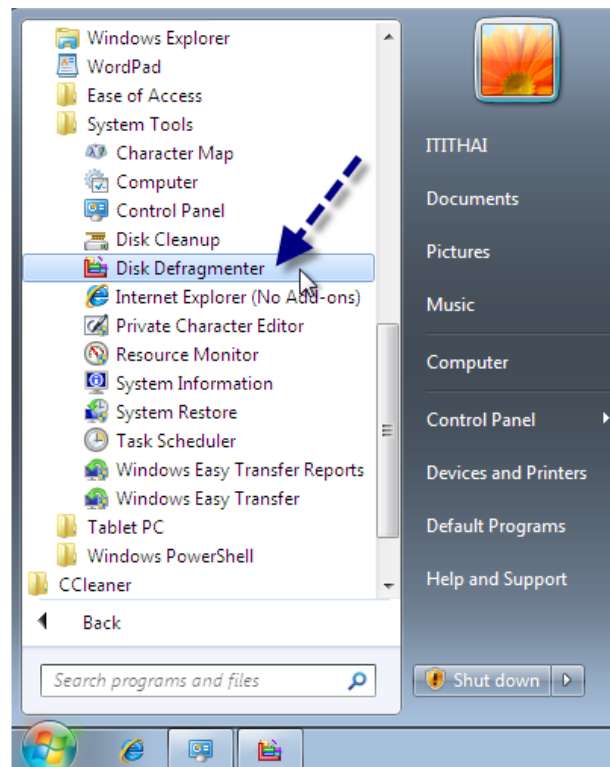 Windows Explorer
WordPad
Ease of Access
System Tools
Character Map
Computer
Control Panel
Disk Cleanup
Disk Defragmenter
Internet Explorer (No Add-ons)
Private Character Editor
Resource Monitor
System Information
System Restore
Task Scheduler
Windows Easy Transfer Reports
Windows Easy Transfer
Tablet PC
Windows PowerShell
CCleaner
Back
Search programs and files
ITITHAI
Documents
Pictures
Music
Computer
Control Panel
Devices and Printers
Default Programs
Help and Support
Shut down